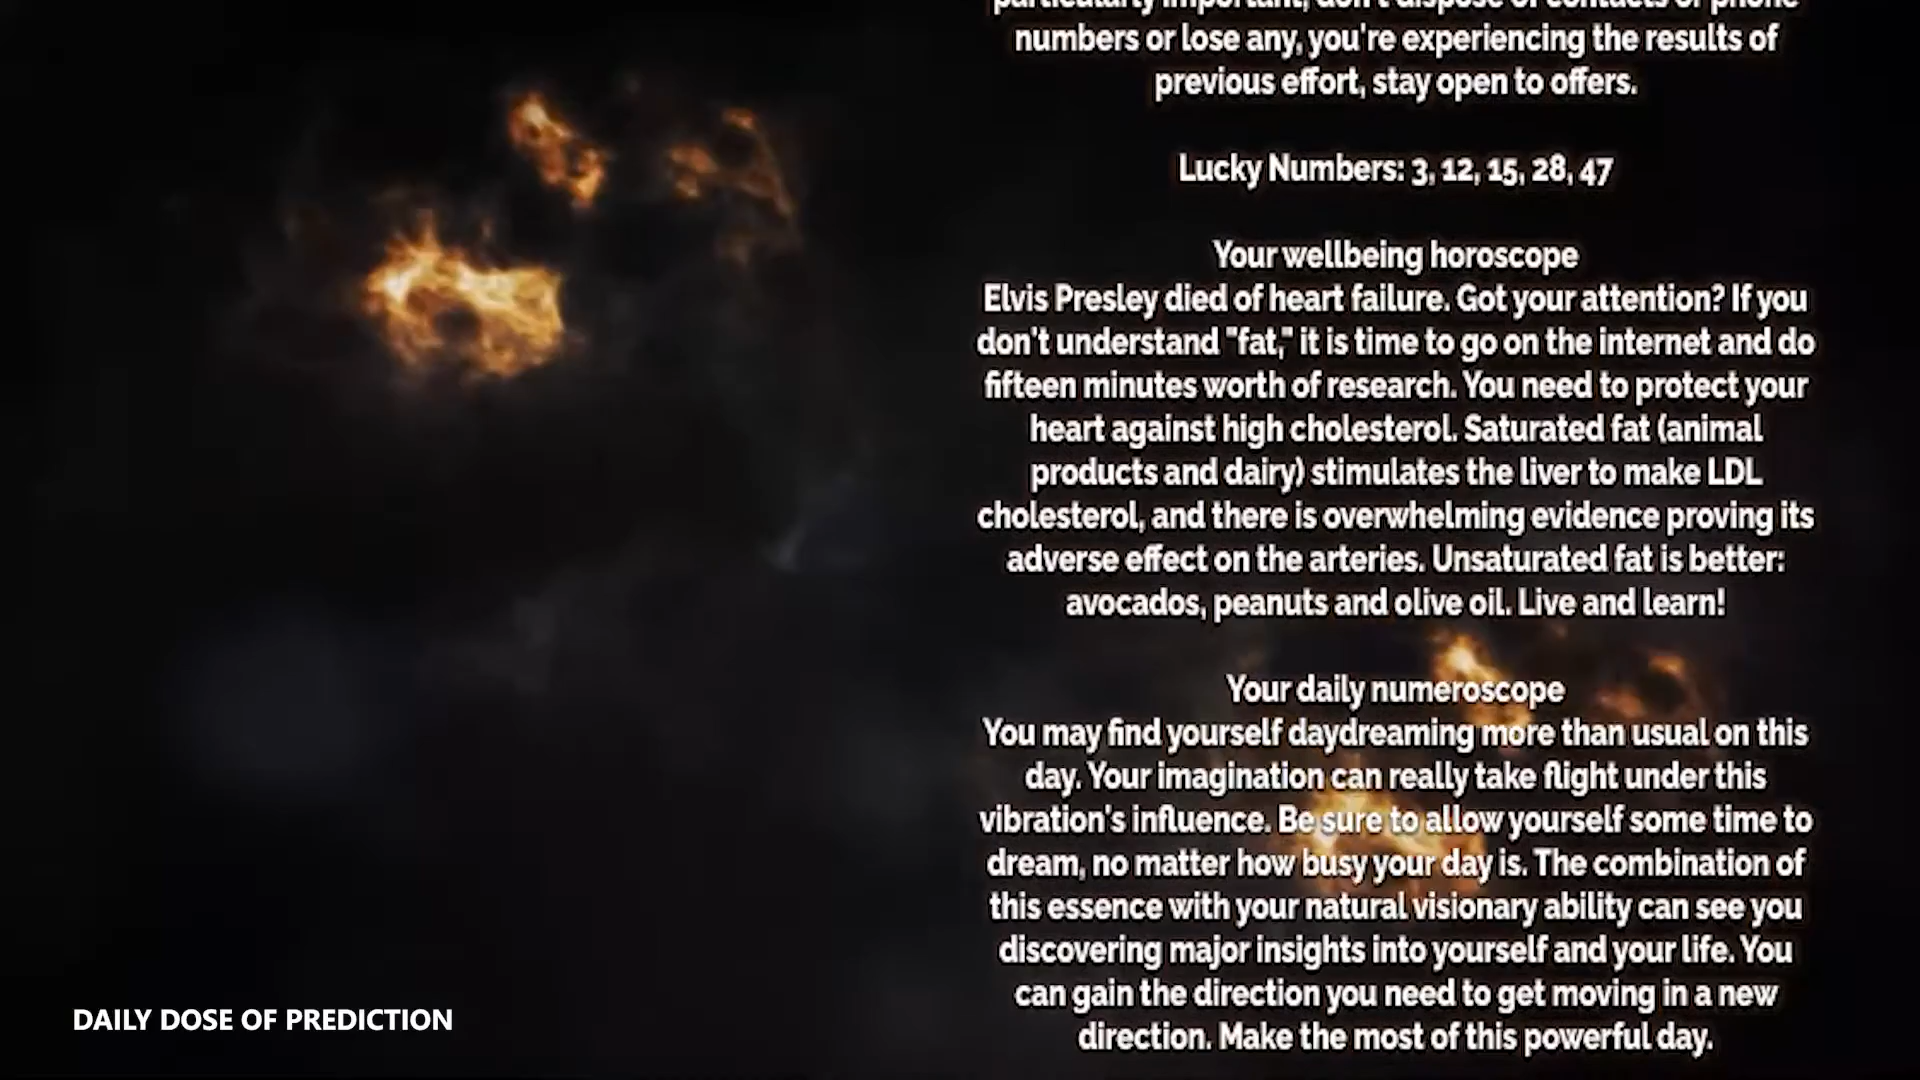 particularly important, don't dispose of contacts or phone
numbers or lose any, you're experiencing the results of
previous effort, stay open to offers.
Lucky Numbers: 3, 12, 15, 28, 47
Your wellbeing horoscope
Elvis Presley died of heart failure. Got your attention? If you
don't understand "fat," it is time to go on the internet and do
fifteen minutes worth of research. You need to protect your
heart against high cholesterol. Saturated fat (animal
products and dairy) stimulates the liver to make LDL
cholesterol, and there is overwhelming evidence proving its
adverse effect on the arteries. Unsaturated fat is better:
avocados, peanuts and olive oil. Live and learn!
Your daily numeroscope
You may find yourself daydreaming more than usual on this
day. Your imagination can really take flight under this
vibration's influence. Be sure to allow yourself some time to
dream, no matter how busy your day is. The combination of
this essence with your natural visionary ability can see you
discovering major insights into yourself and your life. You
can gain the direction you need to get moving in a new
direction. Make the most of this powerful day.
DAILY DOSE OF PREDICTION